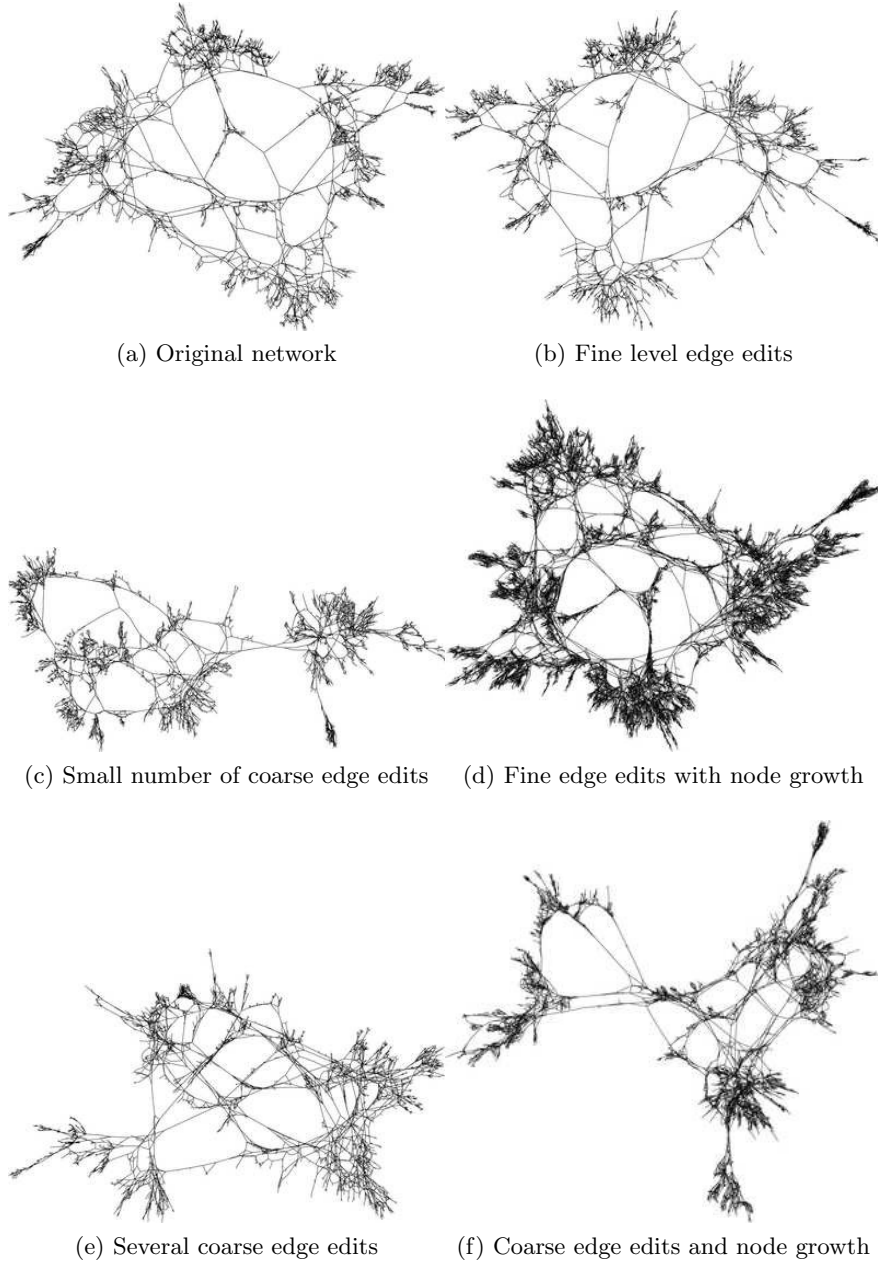 (a) Original network
(b) Fine level edge edits
(c) Small number of coarse edge edits
(d) Fine edge edits with node growth
(e) Several coarse edge edits
(f) Coarse edge edits and node growth